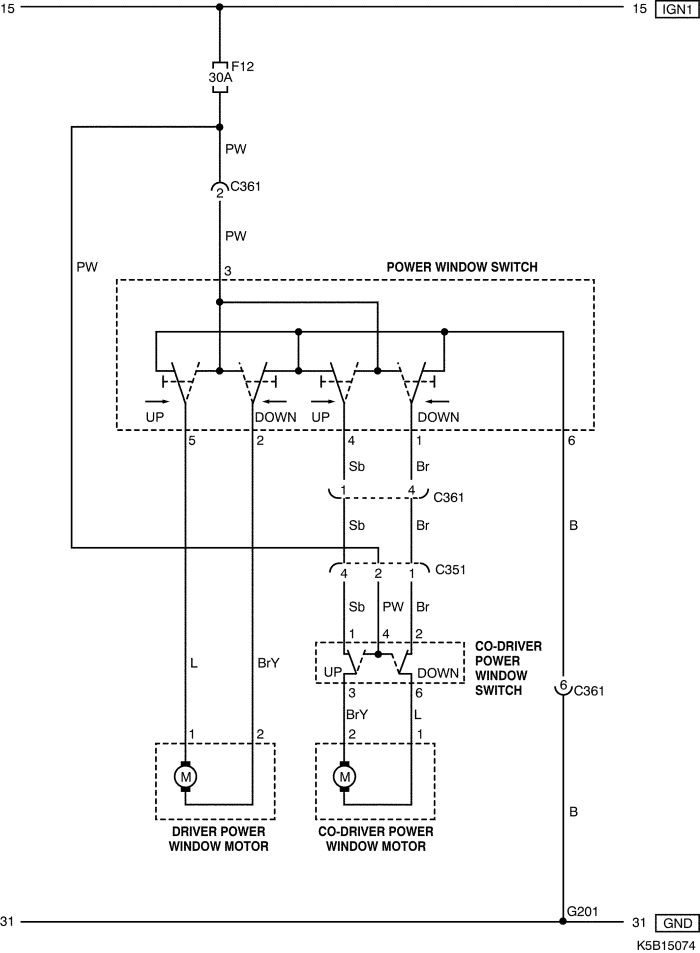 15
15 IGN1
F12
30A
PW
C361
2
PW
PW
3
POWER WINDOW SWITCH
UP DOWN UP DOWN
5 2 4 1 6
Sb Br
1 4 C361
Sb Br B
4 2 1 C351
Sb PW Br
1 4 2
CO-DRIVER
POWER
WINDOW
SWITCH
UP DOWN
L BrY
3 6
6 C361
BrY L
1 2 2 1
M M
B
DRIVER POWER
WINDOW MOTOR
CO-DRIVER POWER
WINDOW MOTOR
G201
31
31 GND
K5B15074